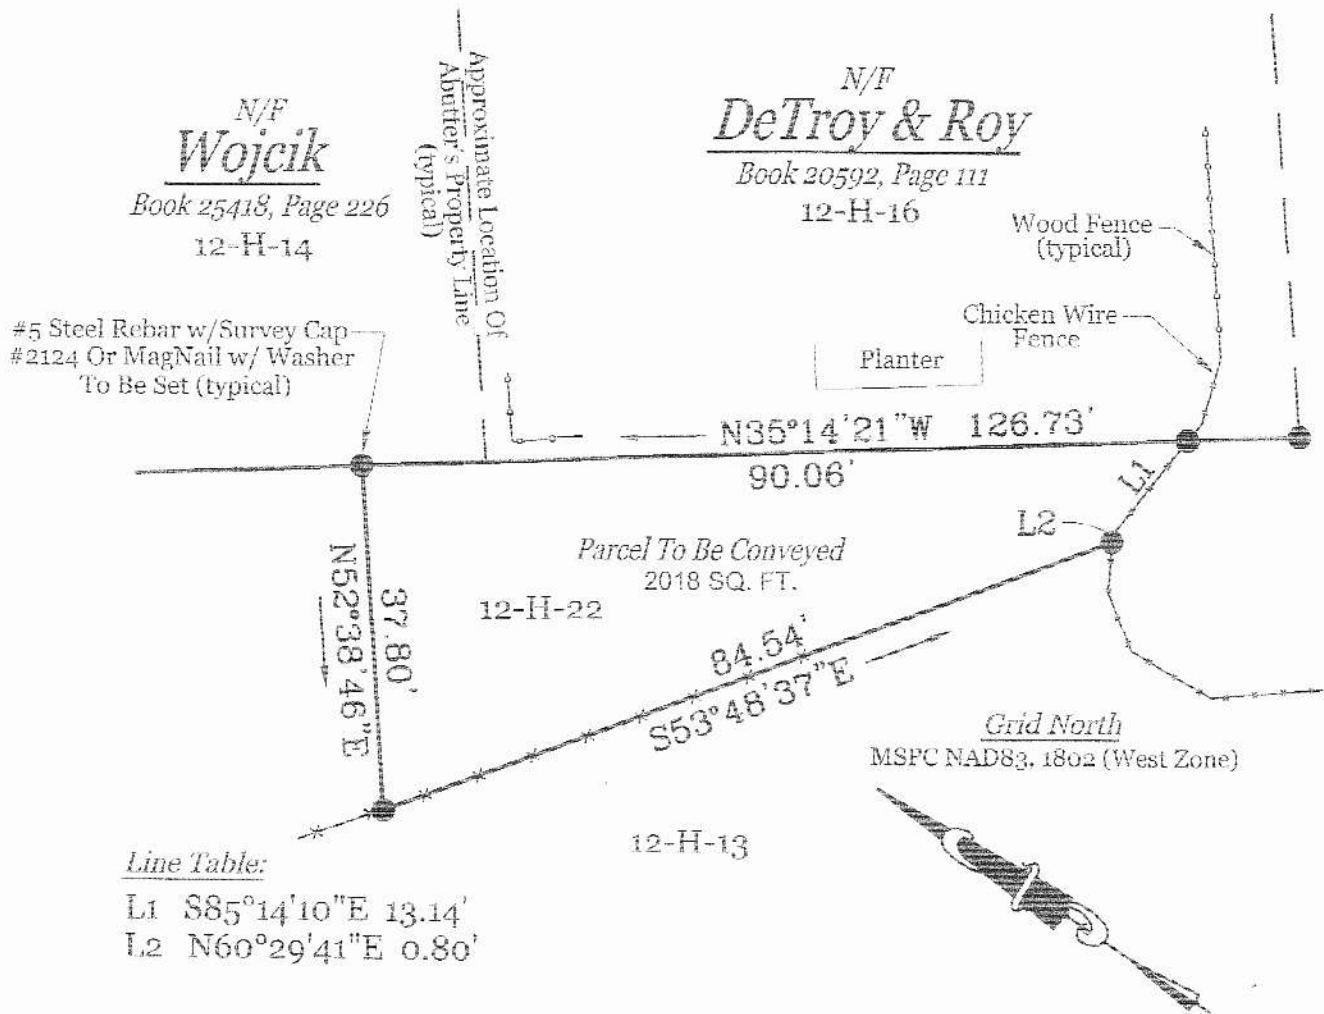 N/F
Wojcik
Book 25418, Page 226
12-H-14
Approximate Location Of
Abutter's Property Line
(typical)
N/F
DeTroy & Roy
Book 20592, Page 111
12-H-16
Wood Fence
(typical)
Chicken Wire
Fence
Planter
#5 Steel Rebar w/Survey Cap
#2124 Or MagNail w/ Washer
To Be Set (typical)
N35°14'21"W 126.73'
90.06'
L1
L2
Parcel To Be Conveyed
2018 SQ. FT.
12-H-22
37.80'
N52°38'46"E
84.54'
S53°48'37"E
Grid North
MSPC NAD83, 1802 (West Zone)
12-H-13
Line Table:
L1 S85°14'10"E 13.14'
L2 N60°29'41"E 0.80'